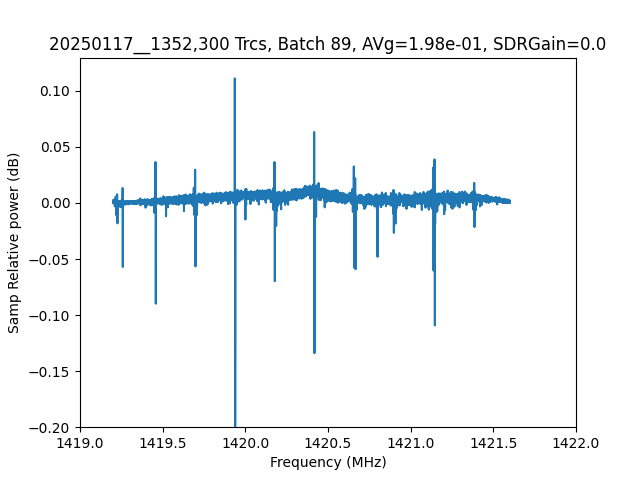 20250117__1352,300 Trcs, Batch 89, AVg=1.98e-01, SDRGain=0.0
0.10
0.05
0.00
−0.05
−0.10
−0.15
−0.20
Samp Relative power (dB)
1419.0 1419.5 1420.0 1420.5 1421.0 1421.5 1422.0
Frequency (MHz)